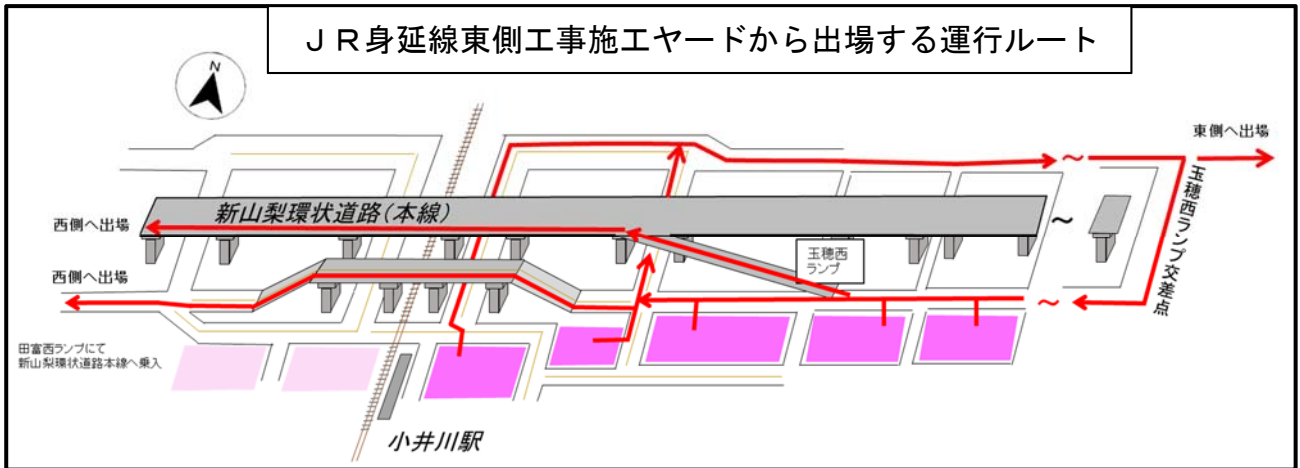 ＪＲ身延線東側工事施工ヤードから出場する運行ルート
N
東側へ出場
新山梨環状道路（本線）
西側へ出場
玉穂西
ランプ
西側へ出場
玉穂西ランプ交差点
田富西ランプにて
新山梨環状道路本線へ乗入
小井川駅